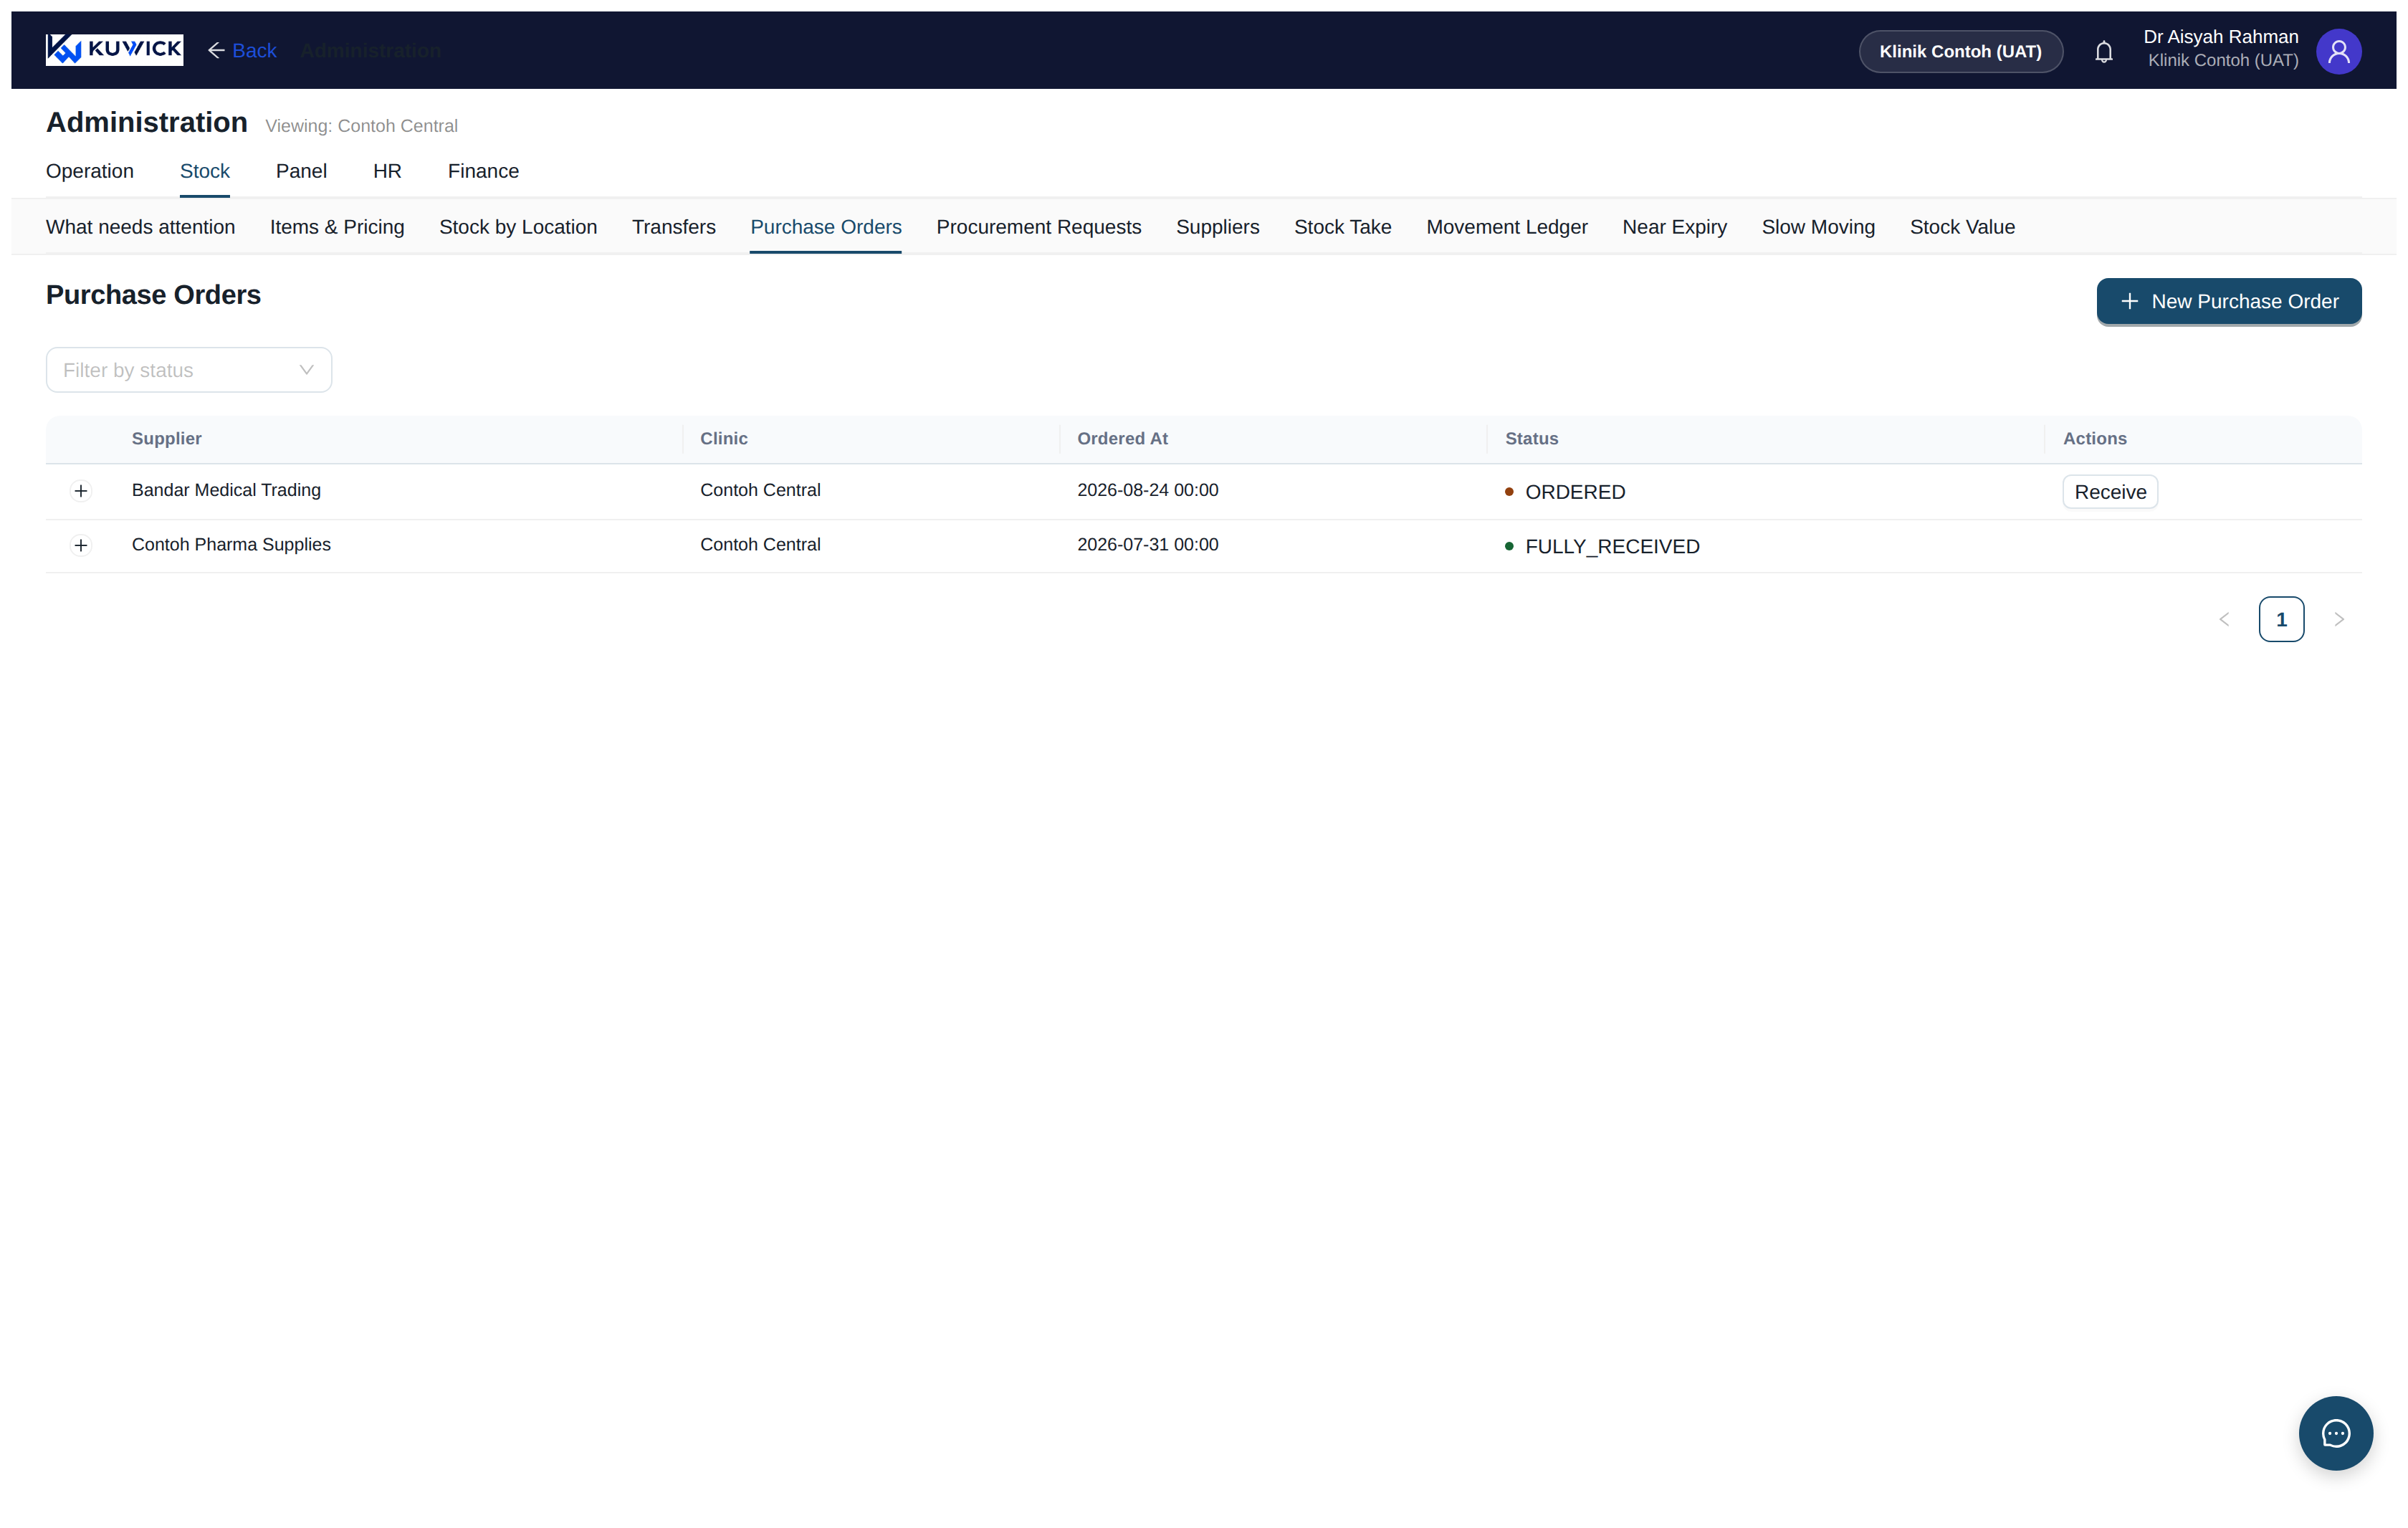 KUWICK
Back Administration
Klinik Contoh (UAT)
Dr Aisyah Rahman
Klinik Contoh (UAT)
Administration Viewing: Contoh Central
Operation Stock Panel HR Finance
What needs attention Items & Pricing Stock by Location Transfers Purchase Orders Procurement Requests Suppliers Stock Take Movement Ledger Near Expiry Slow Moving Stock Value
Purchase Orders
New Purchase Order
Filter by status
Supplier Clinic Ordered At Status Actions
Bandar Medical Trading Contoh Central 2026-08-24 00:00 ORDERED Receive
Contoh Pharma Supplies Contoh Central 2026-07-31 00:00 FULLY_RECEIVED
1